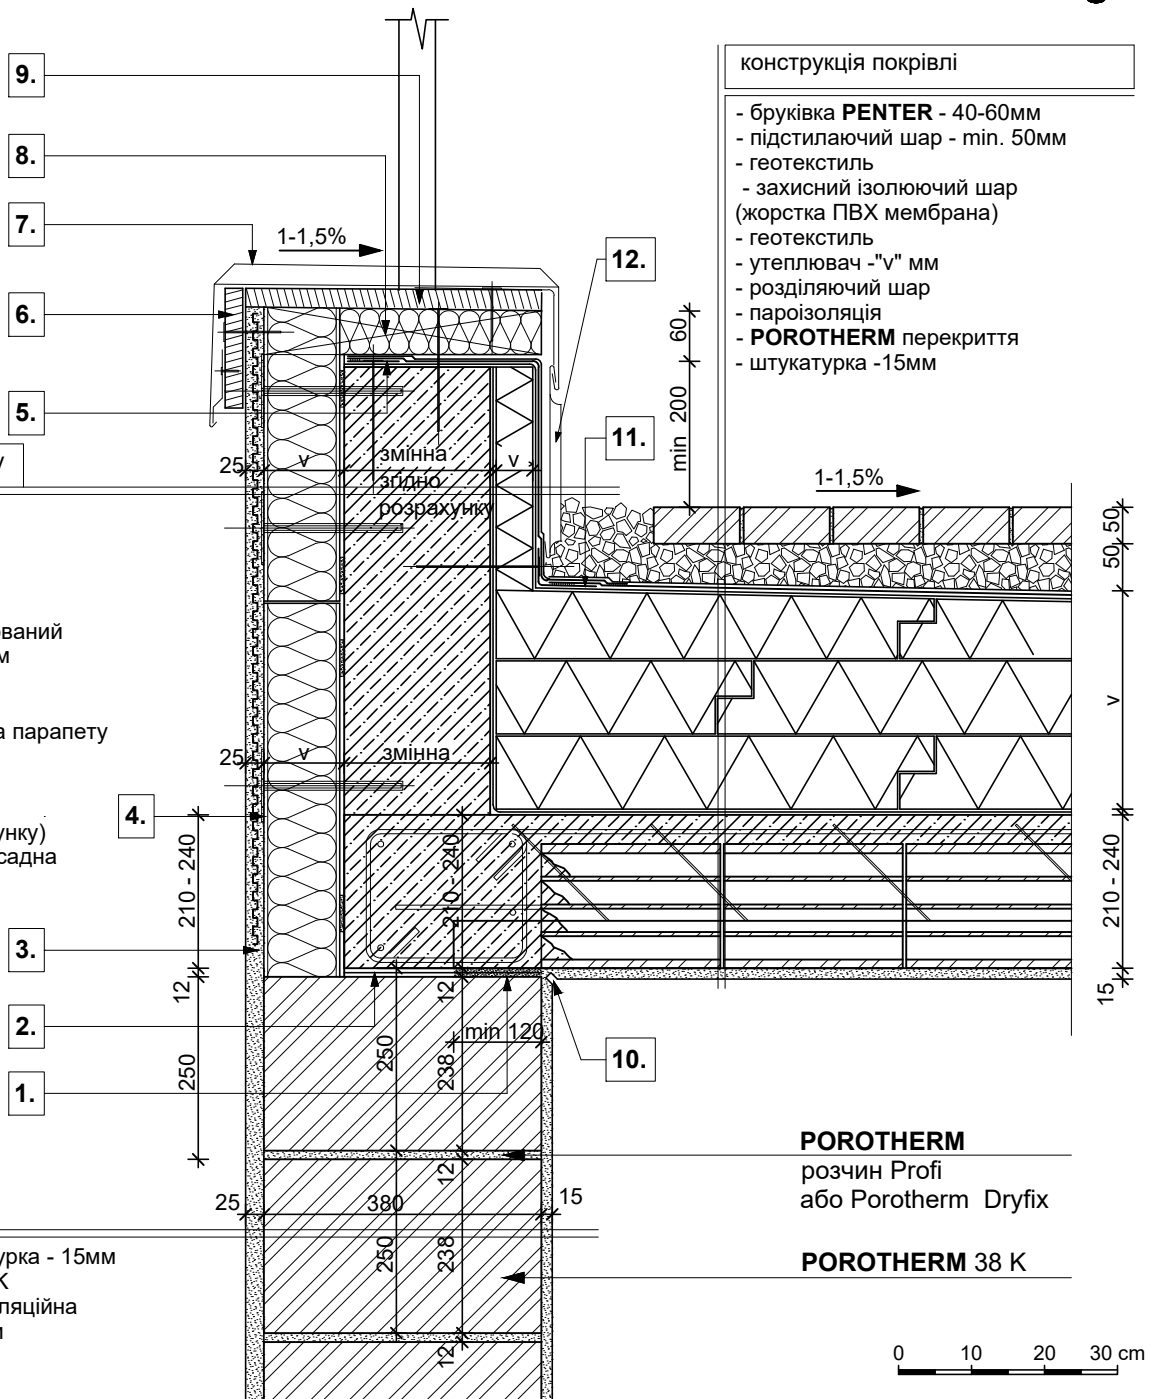 конструкція покрівлі
- бруківка PENTER - 40-60мм
- підстилаючий шар - min. 50мм
- геотекстиль
- захисний ізолюючий шар
(жорстка ПВХ мембрана)
- геотекстиль
- утеплювач -"v" мм
- розділяючий шар
- пароізоляція
- POROTHERM перекриття
- штукатурка -15мм
9.
8.
7.
1-1,5%
12.
6.
60
5.
min 200
11.
25
v
змінна
v
згідно
розрахунку
1-1,5%
50
50
ований
м
а парапету
v
25
v
змінна
4.
унку)
садна
210 - 240
210 - 240
210 - 240
3.
12
12
15
2.
250
250
min 120
238
10.
1.
POROTHERM
розчин Profi
або Porotherm Dryfix
12
25
380
15
250
238
урка - 15мм
К
ляційна
POROTHERM 38 K
12
0 10 20 30 cm